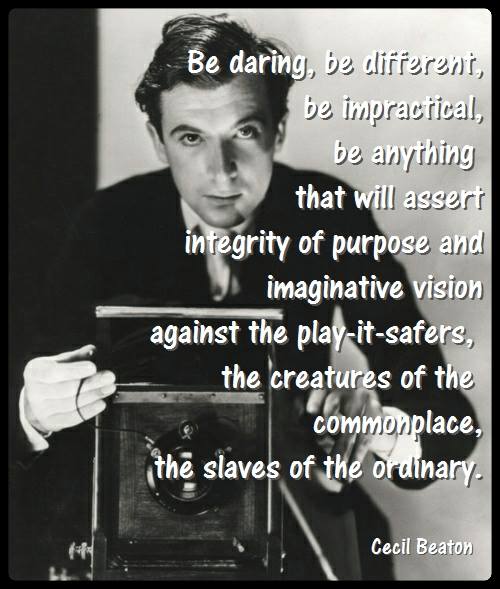 Be daring, be different,
be impractical,
be anything
that will assert
integrity of purpose and
imaginative vision
against the play-it-safers,
the creatures of the
commonplace,
the slaves of the ordinary.
Cecil Beaton